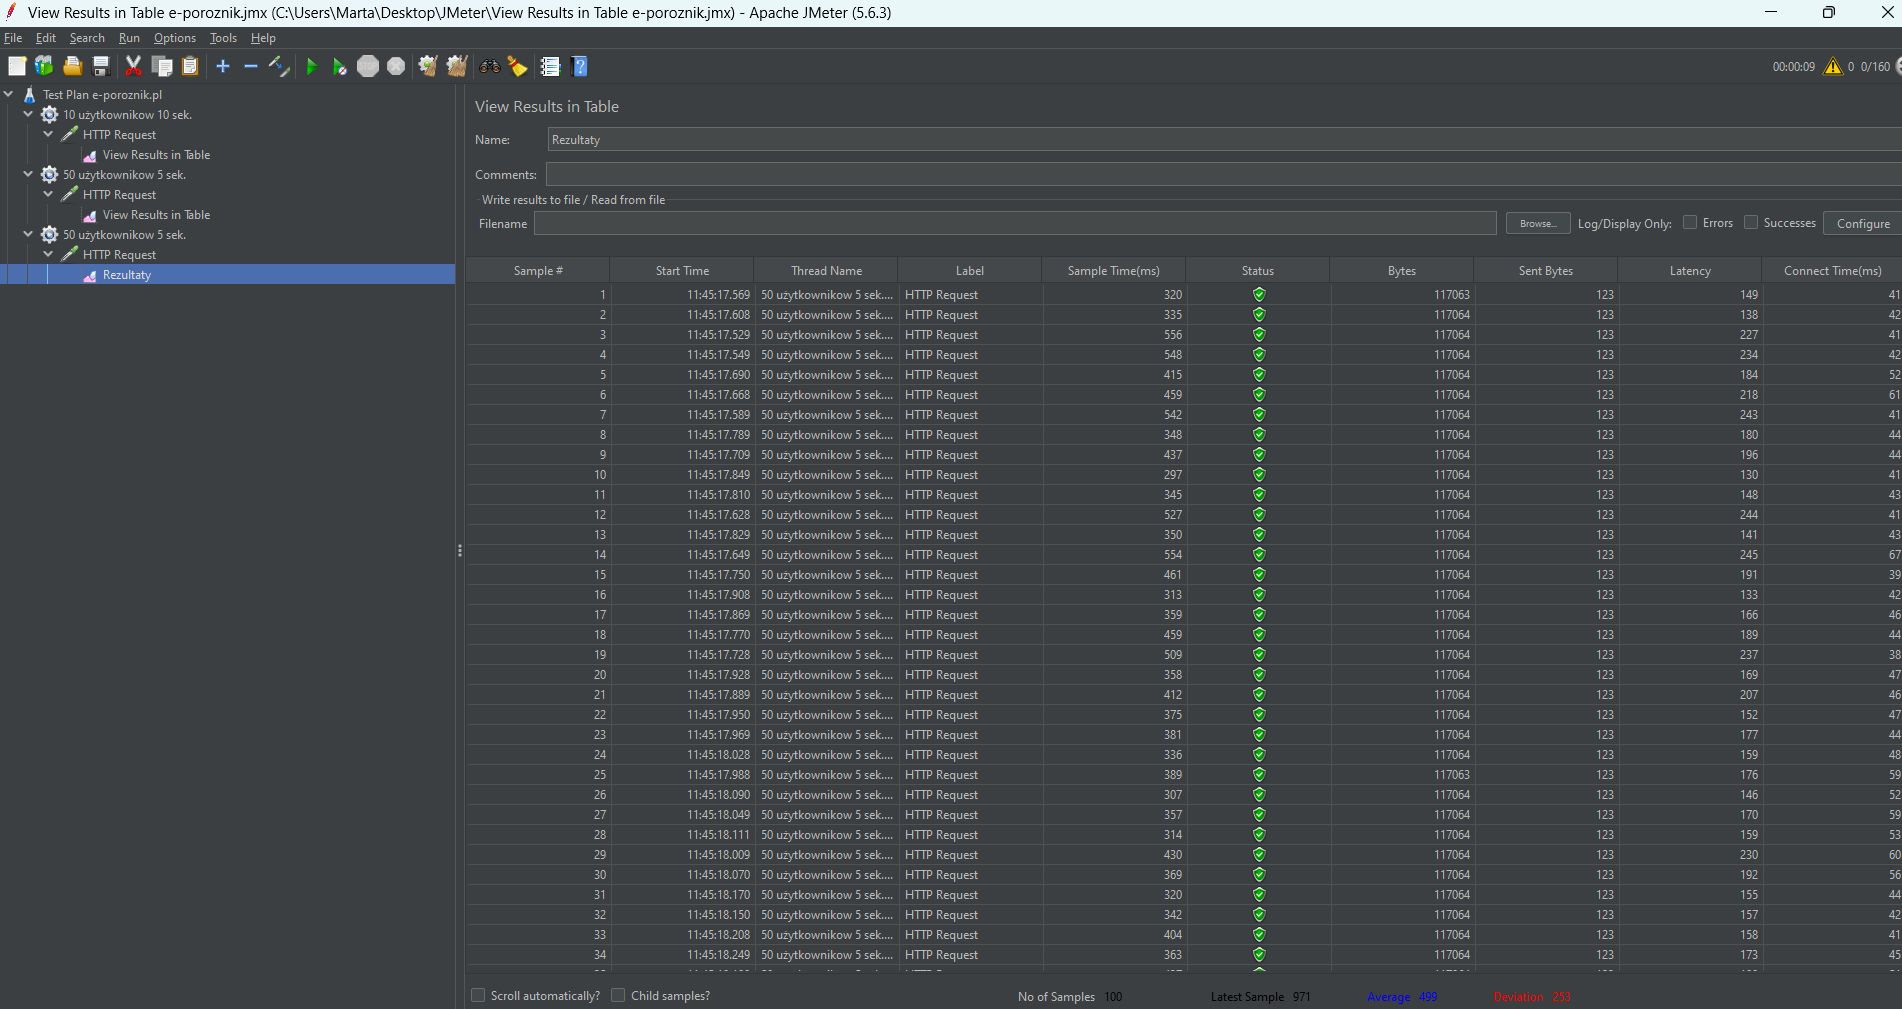 View Results in Table e-poroznik.jmx (C:\Users\Marta\Desktop\JMeter\View Results in Table e-poroznik.jmx) - Apache JMeter (5.6.3)
File Edit Search Run Options Tools Help
00:00:09 0 0/160
Test Plan e-poroznik.pl
10 użytkownikow 10 sek.
HTTP Request
View Results in Table
50 użytkownikow 5 sek.
HTTP Request
View Results in Table
50 użytkownikow 5 sek.
HTTP Request
Rezultaty
View Results in Table
Name: Rezultaty
Comments:
Write results to file / Read from file
Filename Browse... Log/Display Only: Errors Successes Configure
Sample # Start Time Thread Name Label Sample Time(ms) Status Bytes Sent Bytes Latency Connect Time(ms)
1 11:45:17.569 50 użytkownikow 5 sek.... HTTP Request 320 117063 123 149 41
2 11:45:17.608 50 użytkownikow 5 sek.... HTTP Request 335 117064 123 138 42
3 11:45:17.529 50 użytkownikow 5 sek.... HTTP Request 556 117064 123 227 41
4 11:45:17.549 50 użytkownikow 5 sek.... HTTP Request 548 117064 123 234 42
5 11:45:17.690 50 użytkownikow 5 sek.... HTTP Request 415 117064 123 184 52
6 11:45:17.668 50 użytkownikow 5 sek.... HTTP Request 459 117064 123 218 61
7 11:45:17.589 50 użytkownikow 5 sek.... HTTP Request 542 117064 123 243 41
8 11:45:17.789 50 użytkownikow 5 sek.... HTTP Request 348 117064 123 180 44
9 11:45:17.709 50 użytkownikow 5 sek.... HTTP Request 437 117064 123 196 44
10 11:45:17.849 50 użytkownikow 5 sek.... HTTP Request 297 117064 123 130 41
11 11:45:17.810 50 użytkownikow 5 sek.... HTTP Request 345 117064 123 148 43
12 11:45:17.628 50 użytkownikow 5 sek.... HTTP Request 527 117064 123 244 41
13 11:45:17.829 50 użytkownikow 5 sek.... HTTP Request 350 117064 123 141 43
14 11:45:17.649 50 użytkownikow 5 sek.... HTTP Request 554 117064 123 245 67
15 11:45:17.750 50 użytkownikow 5 sek.... HTTP Request 461 117064 123 191 39
16 11:45:17.908 50 użytkownikow 5 sek.... HTTP Request 313 117064 123 133 42
17 11:45:17.869 50 użytkownikow 5 sek.... HTTP Request 359 117064 123 166 46
18 11:45:17.770 50 użytkownikow 5 sek.... HTTP Request 459 117064 123 189 44
19 11:45:17.728 50 użytkownikow 5 sek.... HTTP Request 509 117064 123 237 38
20 11:45:17.928 50 użytkownikow 5 sek.... HTTP Request 358 117064 123 169 47
21 11:45:17.889 50 użytkownikow 5 sek.... HTTP Request 412 117064 123 207 46
22 11:45:17.950 50 użytkownikow 5 sek.... HTTP Request 375 117064 123 152 47
23 11:45:17.969 50 użytkownikow 5 sek.... HTTP Request 381 117064 123 177 44
24 11:45:18.028 50 użytkownikow 5 sek.... HTTP Request 336 117064 123 159 48
25 11:45:17.988 50 użytkownikow 5 sek.... HTTP Request 389 117063 123 176 59
26 11:45:18.090 50 użytkownikow 5 sek.... HTTP Request 307 117064 123 146 52
27 11:45:18.049 50 użytkownikow 5 sek.... HTTP Request 357 117064 123 170 59
28 11:45:18.111 50 użytkownikow 5 sek.... HTTP Request 314 117064 123 159 53
29 11:45:18.009 50 użytkownikow 5 sek.... HTTP Request 430 117064 123 230 60
30 11:45:18.070 50 użytkownikow 5 sek.... HTTP Request 369 117064 123 192 56
31 11:45:18.170 50 użytkownikow 5 sek.... HTTP Request 320 117064 123 155 44
32 11:45:18.150 50 użytkownikow 5 sek.... HTTP Request 342 117064 123 157 42
33 11:45:18.208 50 użytkownikow 5 sek.... HTTP Request 404 117064 123 158 41
34 11:45:18.249 50 użytkownikow 5 sek.... HTTP Request 363 117064 123 173 45
Scroll automatically? Child samples? No of Samples 100 Latest Sample 971 Average 499 Deviation 253